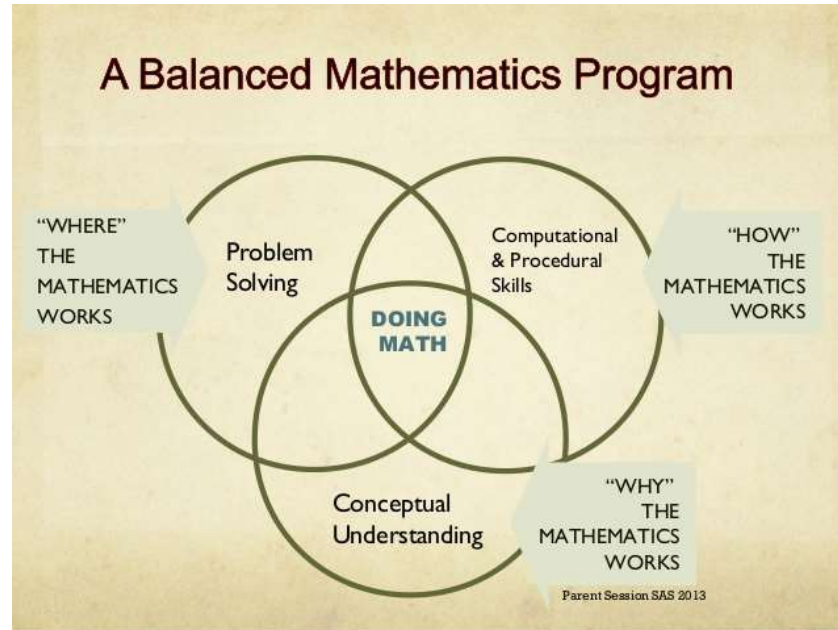 A Balanced Mathematics Program
“WHERE”
THE
MATHEMATICS
WORKS
Problem
Solving
Computational
& Procedural
Skills
“HOW”
THE
MATHEMATICS
WORKS
DOING
MATH
Conceptual
Understanding
“WHY”
THE
MATHEMATICS
WORKS
Parent Session SAS 2013